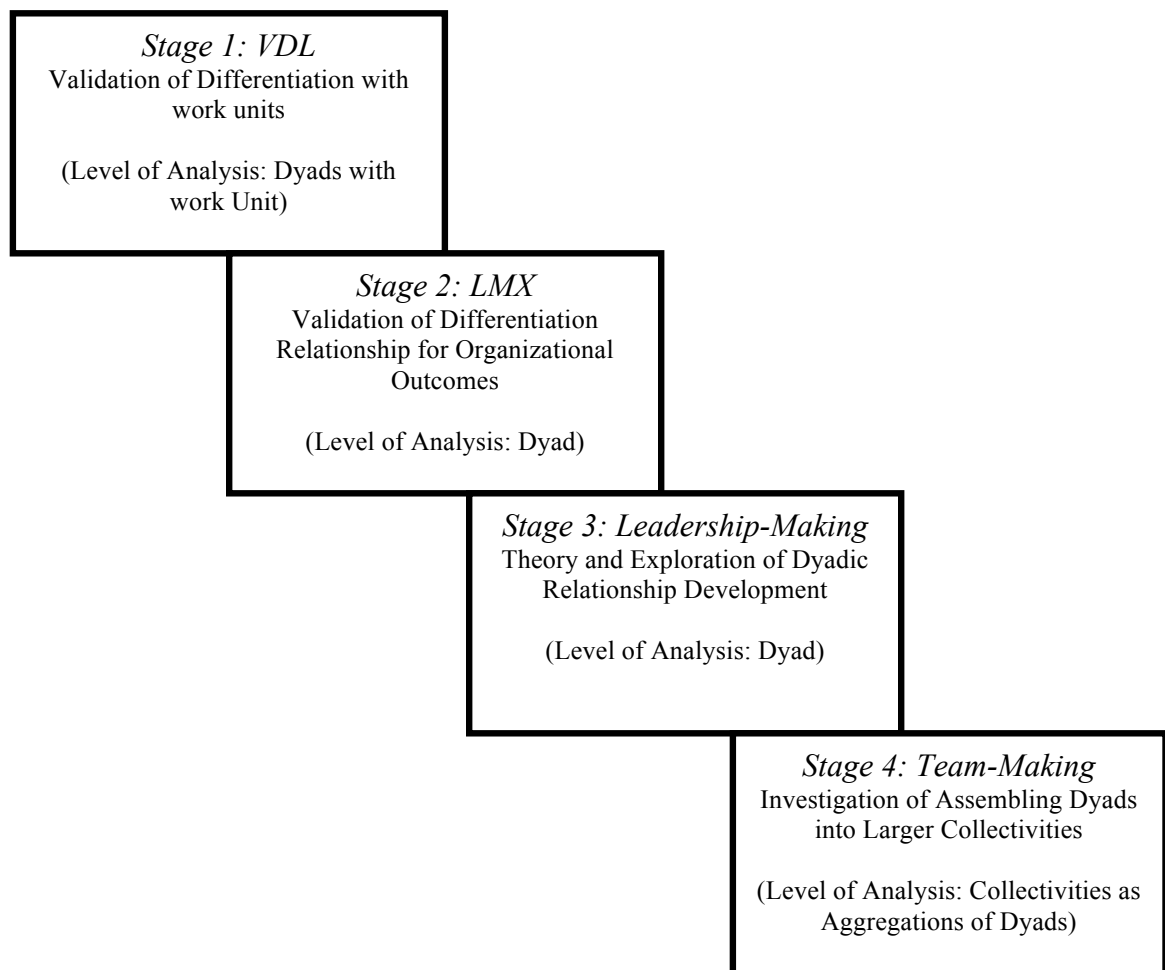 Stage 1: VDL
Validation of Differentiation with
work units
(Level of Analysis: Dyads with
work Unit)
Stage 2: LMX
Validation of Differentiation
Relationship for Organizational
Outcomes
(Level of Analysis: Dyad)
Stage 3: Leadership-Making
Theory and Exploration of Dyadic
Relationship Development
(Level of Analysis: Dyad)
Stage 4: Team-Making
Investigation of Assembling Dyads
into Larger Collectivities
(Level of Analysis: Collectivities as
Aggregations of Dyads)